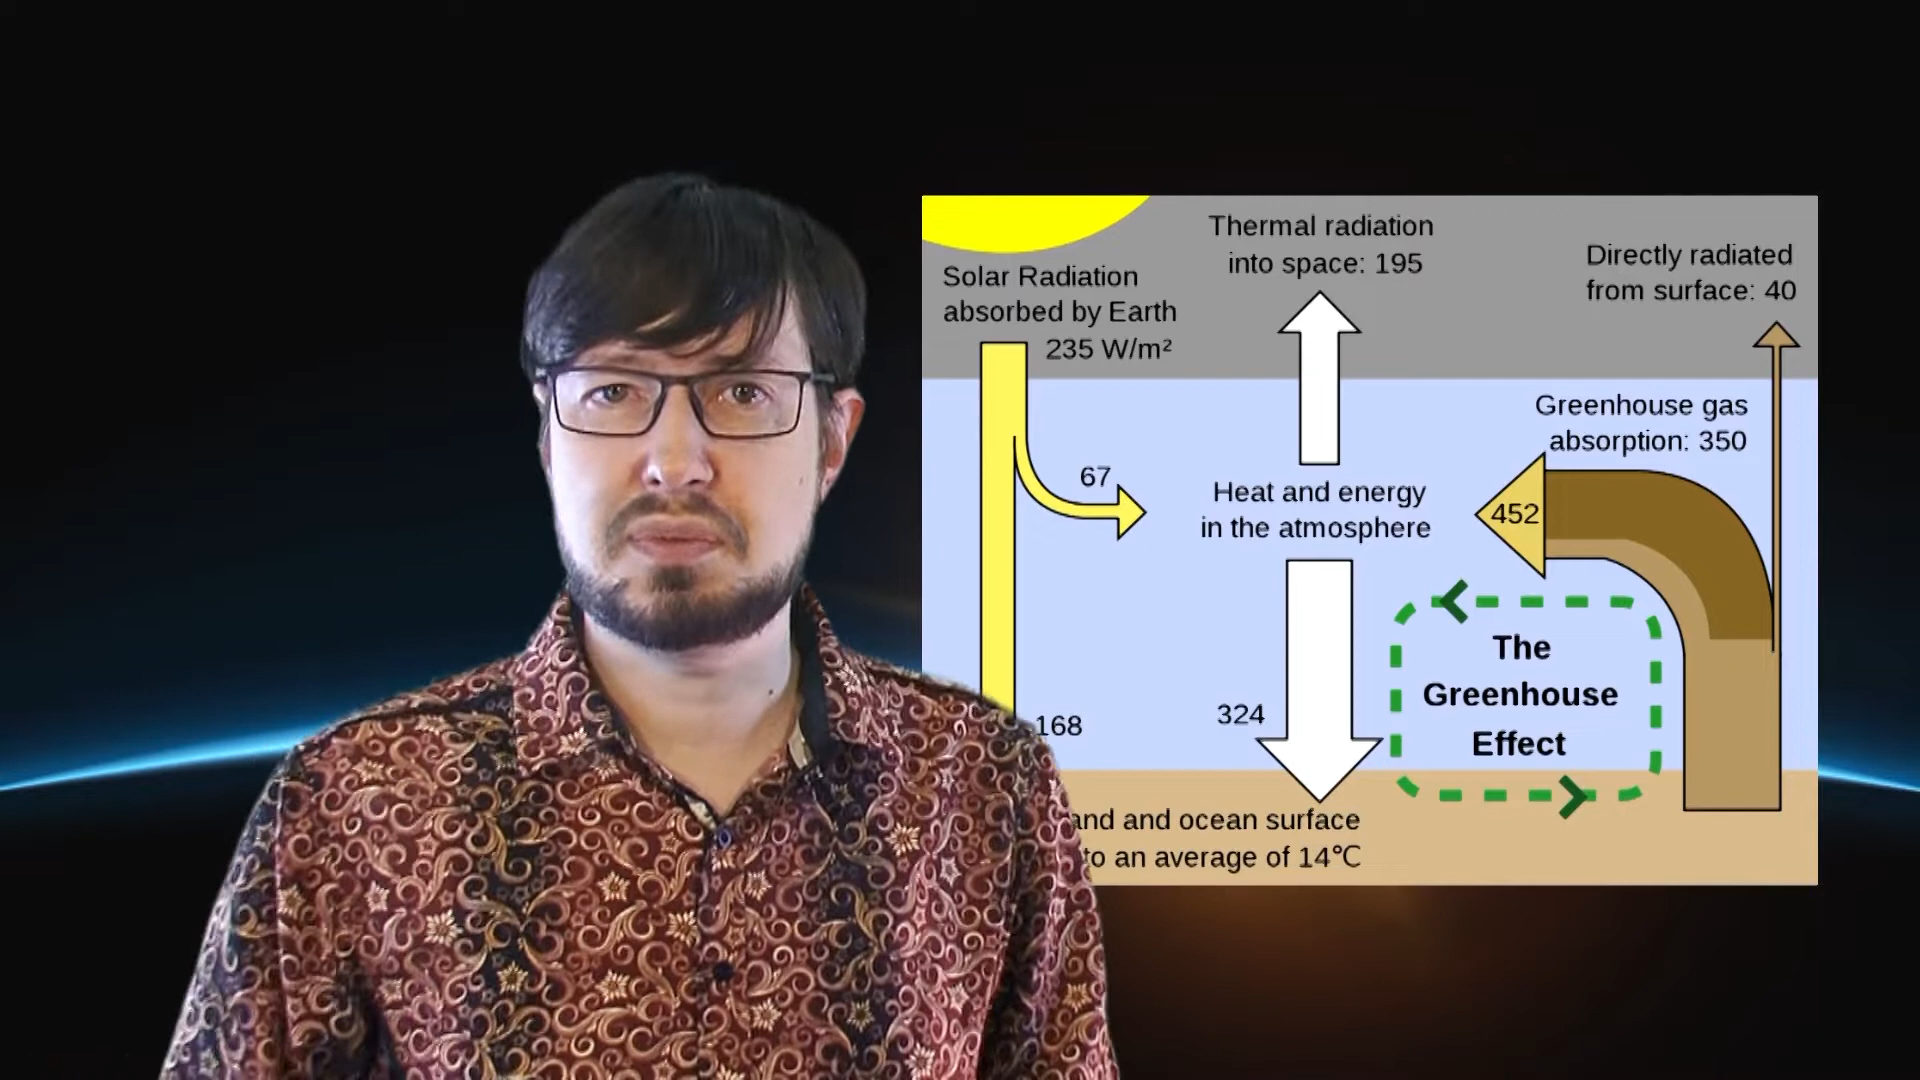 Thermal radiation
into space: 195
Directly radiated
from surface: 40
Solar Radiation
absorbed by Earth
235 W/m²
Greenhouse gas
absorption: 350
67
Heat and energy
in the atmosphere
452
The
Greenhouse
Effect
324
168
and ocean surface
to an average of 14℃